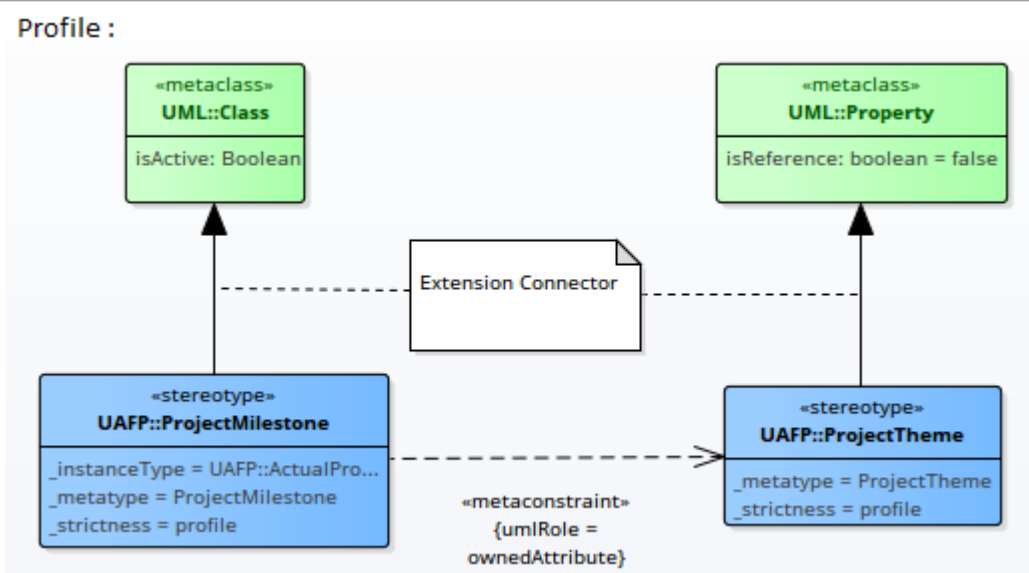 Profile :
«metaclass»
UML::Class
isActive: Boolean
«metaclass»
UML::Property
isReference: boolean = false
Extension Connector
«stereotype»
UAFP::ProjectMilestone
_instanceType = UAFP::ActualPro...
_metatype = ProjectMilestone
_strictness = profile
«stereotype»
UAFP::ProjectTheme
_metatype = ProjectTheme
_strictness = profile
«metaconstraint»
{umlRole =
ownedAttribute}